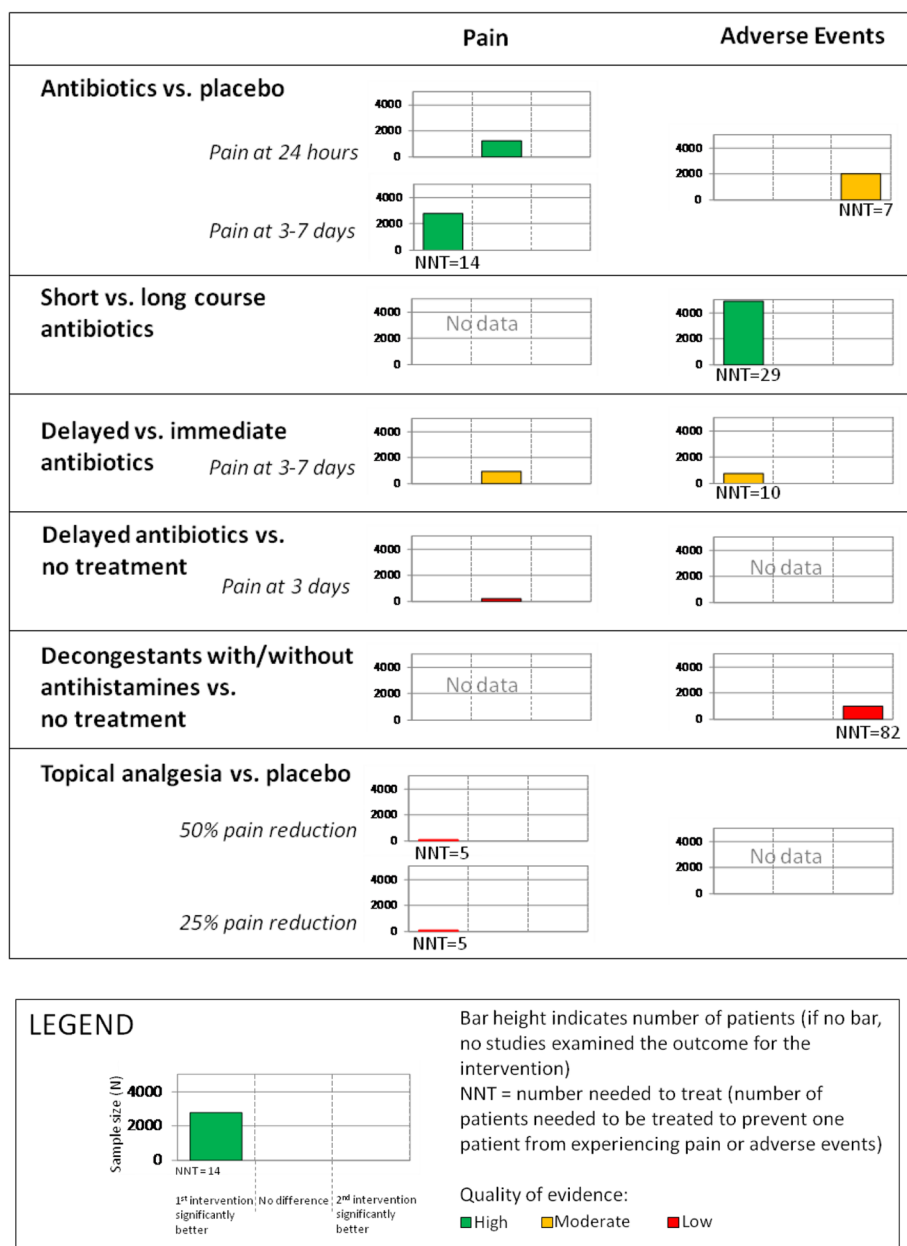 Pain
Adverse Events
Antibiotics vs. placebo
Pain at 24 hours
4000
2000
0
4000
2000
0
NNT=7
Pain at 3-7 days
4000
2000
0
NNT=14
Short vs. long course
antibiotics
4000
2000
0
No data
4000
2000
0
NNT=29
Delayed vs. immediate
antibiotics
Pain at 3-7 days
4000
2000
0
4000
2000
0
NNT=10
Delayed antibiotics vs.
no treatment
Pain at 3 days
4000
2000
0
4000
2000
0
No data
Decongestants with/without
antihistamines vs.
no treatment
4000
2000
0
No data
4000
2000
0
NNT=82
Topical analgesia vs. placebo
50% pain reduction
4000
2000
0
NNT=5
4000
2000
0
No data
25% pain reduction
4000
2000
0
NNT=5
LEGEND
Sample size (N)
4000
2000
0
NNT = 14
1st intervention
significantly
better
No difference
2nd intervention
significantly
better
Bar height indicates number of patients (if no bar,
no studies examined the outcome for the
intervention)
NNT = number needed to treat (number of
patients needed to be treated to prevent one
patient from experiencing pain or adverse events)
Quality of evidence:
High Moderate Low